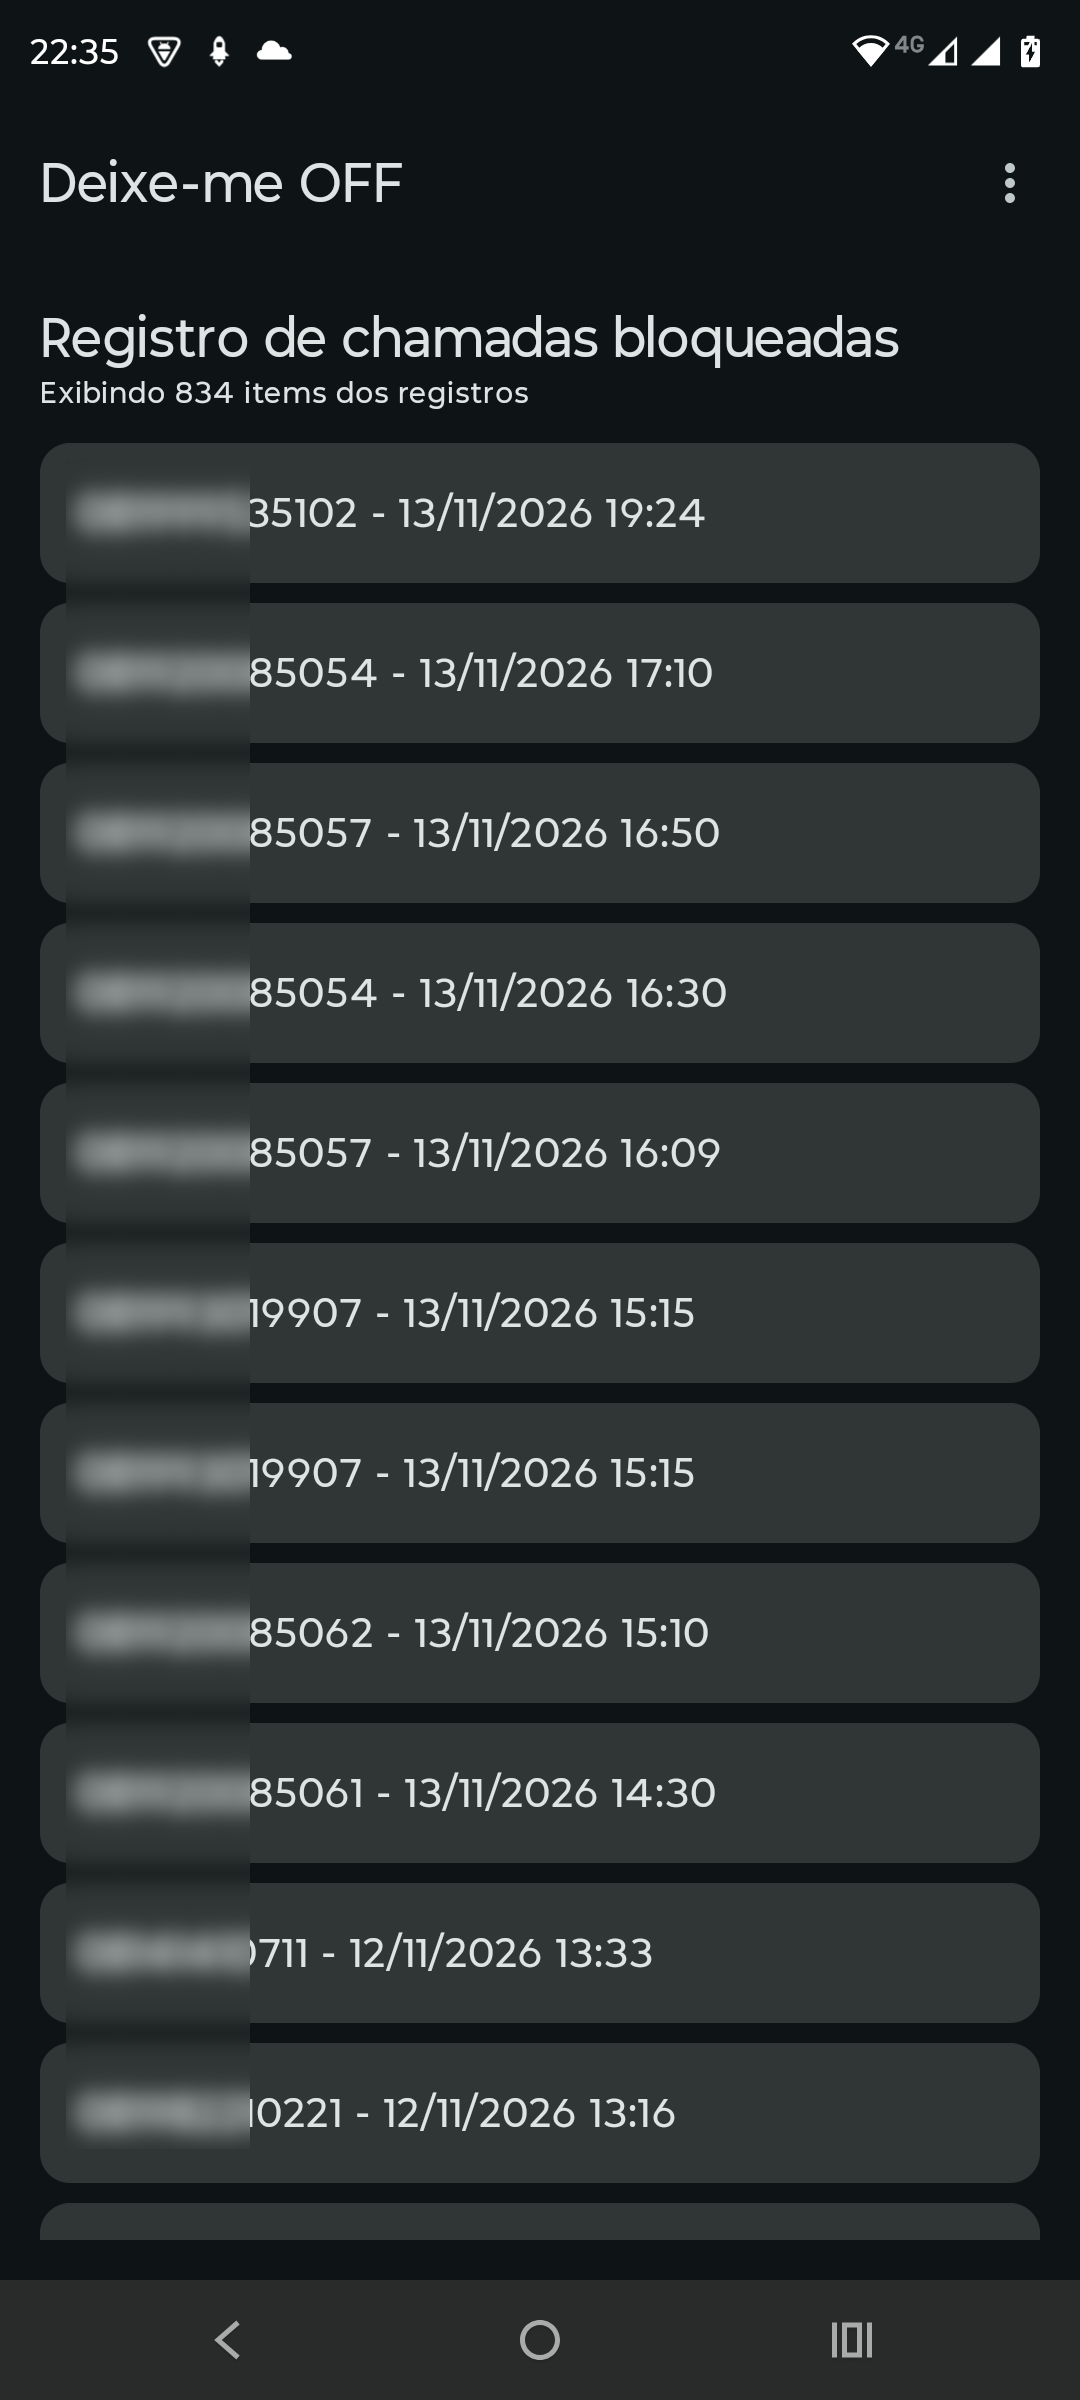 22:35
4G
Deixe-me OFF
Registro de chamadas bloqueadas
Exibindo 834 items dos registros
35102 - 13/11/2026 19:24
85054 - 13/11/2026 17:10
85057 - 13/11/2026 16:50
85054 - 13/11/2026 16:30
85057 - 13/11/2026 16:09
19907 - 13/11/2026 15:15
19907 - 13/11/2026 15:15
85062 - 13/11/2026 15:10
85061 - 13/11/2026 14:30
711 - 12/11/2026 13:33
10221 - 12/11/2026 13:16